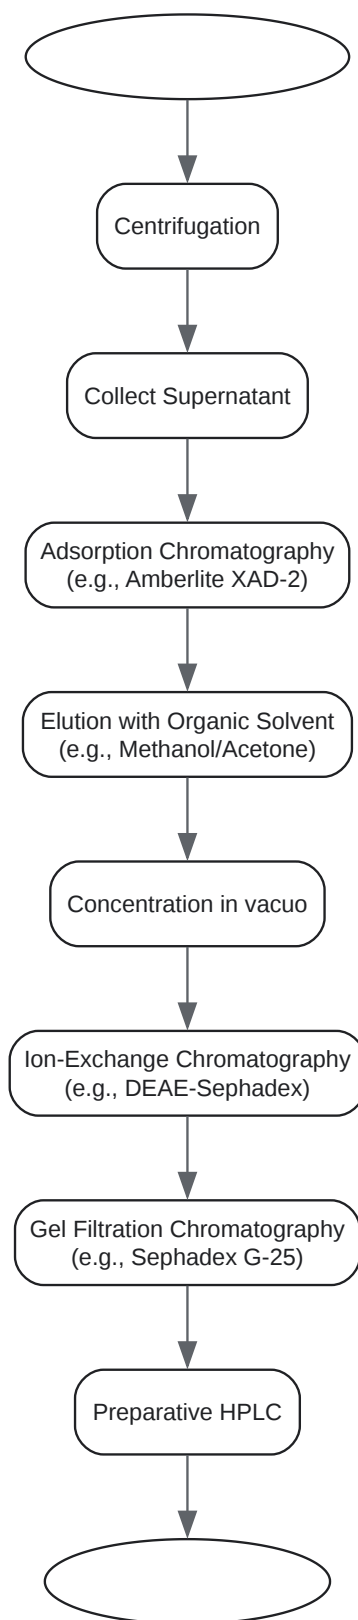 Centrifugation
Collect Supernatant
Adsorption Chromatography
(e.g., Amberlite XAD-2)
Elution with Organic Solvent
(e.g., Methanol/Acetone)
Concentration in vacuo
Ion-Exchange Chromatography
(e.g., DEAE-Sephadex)
Gel Filtration Chromatography
(e.g., Sephadex G-25)
Preparative HPLC